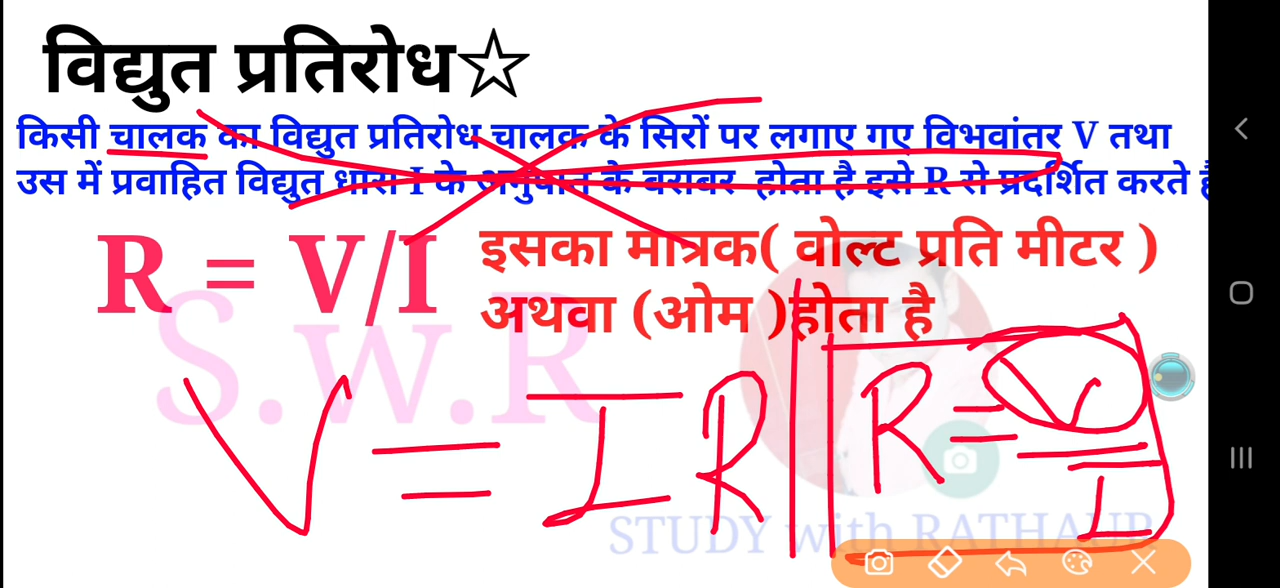 विद्युत प्रतिरोध☆
किसी चालक का विद्युत प्रतिरोध चालक के सिरों पर लगाए गए विभवांतर V तथा
उस में प्रवाहित विद्युत धारा I के अनुपात के बराबर होता है इसे R से प्रदर्शित करते है
R = V/I
इसका मात्रक( वोल्ट प्रति मीटर )
अथवा (ओम )होता है
S.W.R
V = IR
R = V/I
STUDY with RATHAUR